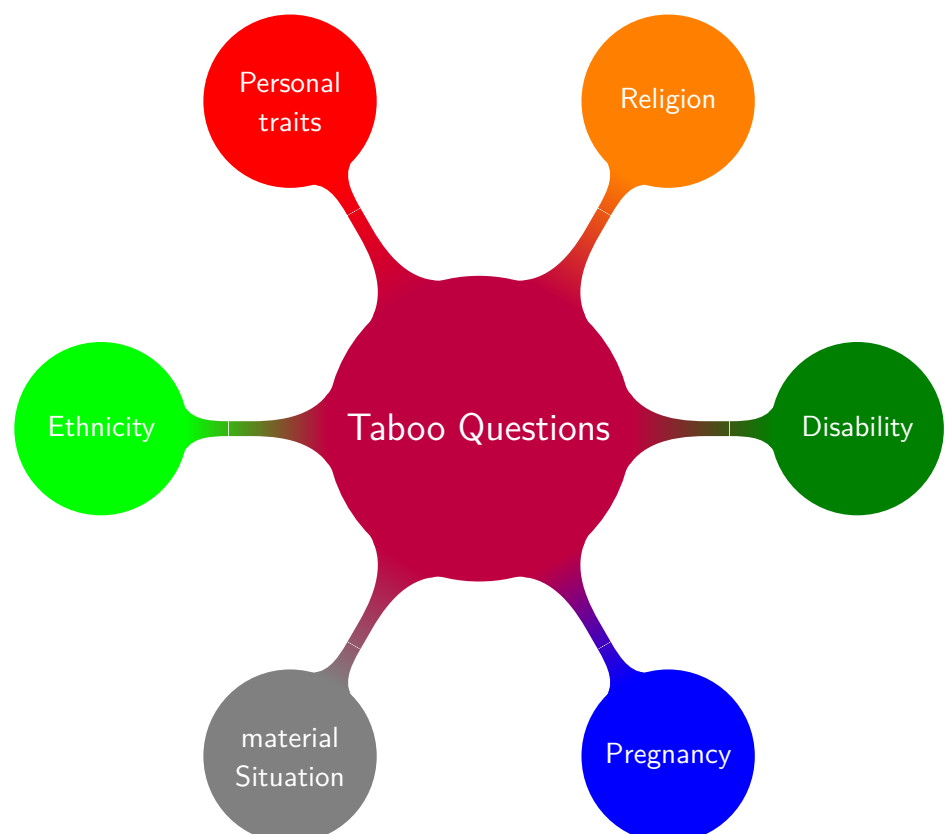 Personal
traits
Religion
Ethnicity
Taboo Questions
Disability
material
Situation
Pregnancy